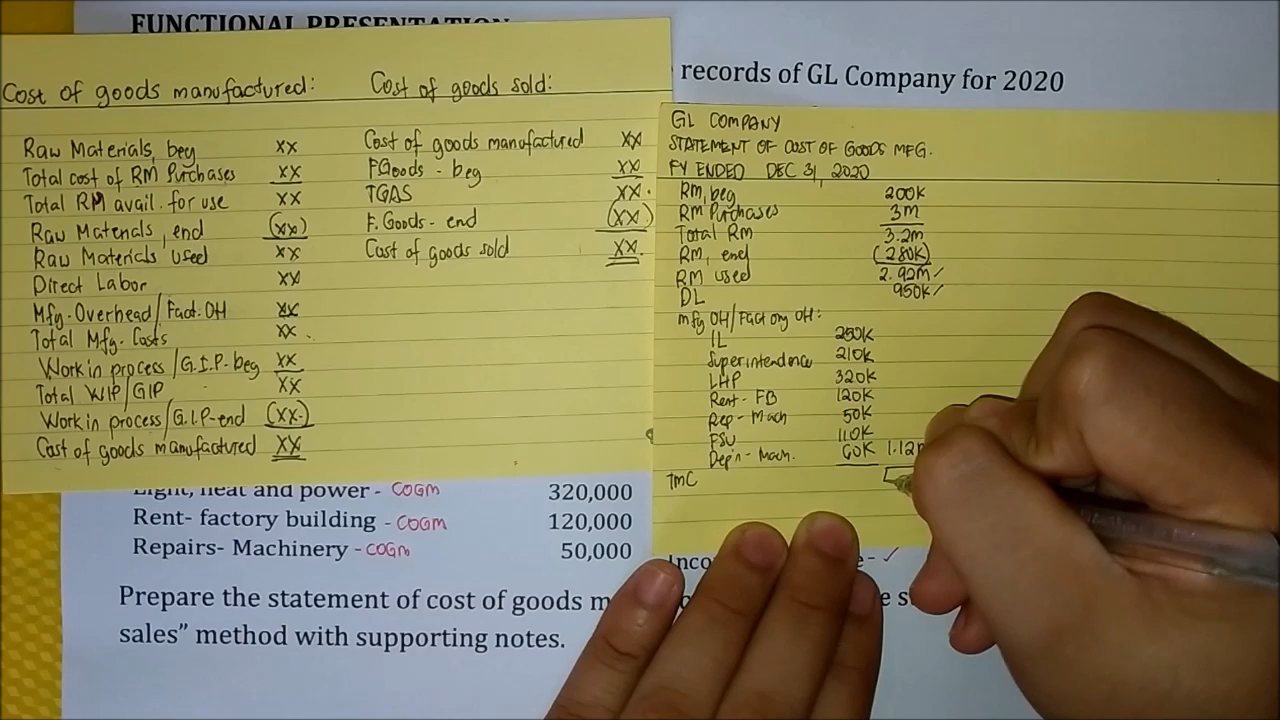 FUNCTIONAL PRESENTATION
records of GL Company for 2020
Cost of goods manufactured:
Raw Materials, beg XX
Total cost of RM Purchases XX
Total RM avail. for use XX
Raw Materials, end (XX)
Raw Materials used XX
Direct Labor XX
Mfg. Overhead/Fact. OH XX
Total Mfg. Costs XX
Work in process/G.I.P-beg XX
Total WIP/GIP XX
Work in process/G.I.P-end (XX)
Cost of goods manufactured XX
Cost of goods sold:
Cost of goods manufactured XX
F.Goods - beg XX
TGAS XX
F. Goods - end (XX)
Cost of goods sold XX
GL COMPANY
STATEMENT OF COST OF GOODS MFG.
FY ENDED DEC 31, 2020
RM, beg 200K
RM Purchases 3M
Total RM 3.2M
RM, end (280K)
RM used 2.92M
DL 950K
Mfg OH/Factory OH:
IL 250K
Superintendence 210K
LHP 320K
Rent - FB 120K
Rep - Mach 50K
FSU 110K
Dep'n - Mach. 60K 1.12
TMC
Light, heat and power - COGM 320,000
Rent- factory building - COGM 120,000
Repairs- Machinery - COGM 50,000
Prepare the statement of cost of goods m
sales" method with supporting notes.